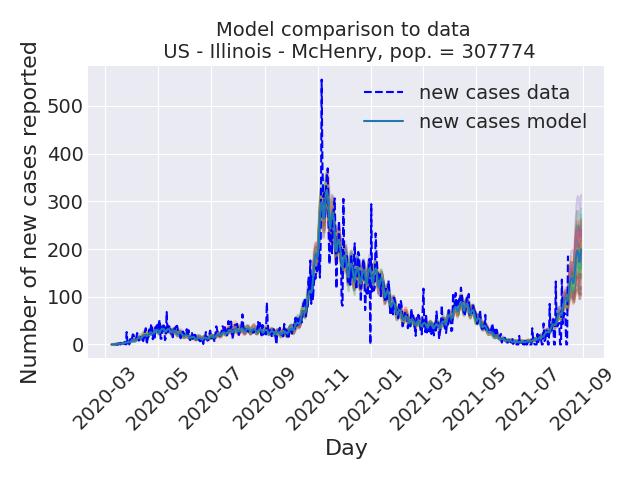 Model comparison to data
US - Illinois - McHenry, pop. = 307774
Number of new cases reported
500
400
300
200
100
0
new cases data
new cases model
2020-03
2020-05
2020-07
2020-09
2020-11
2021-01
2021-03
2021-05
2021-07
2021-09
Day